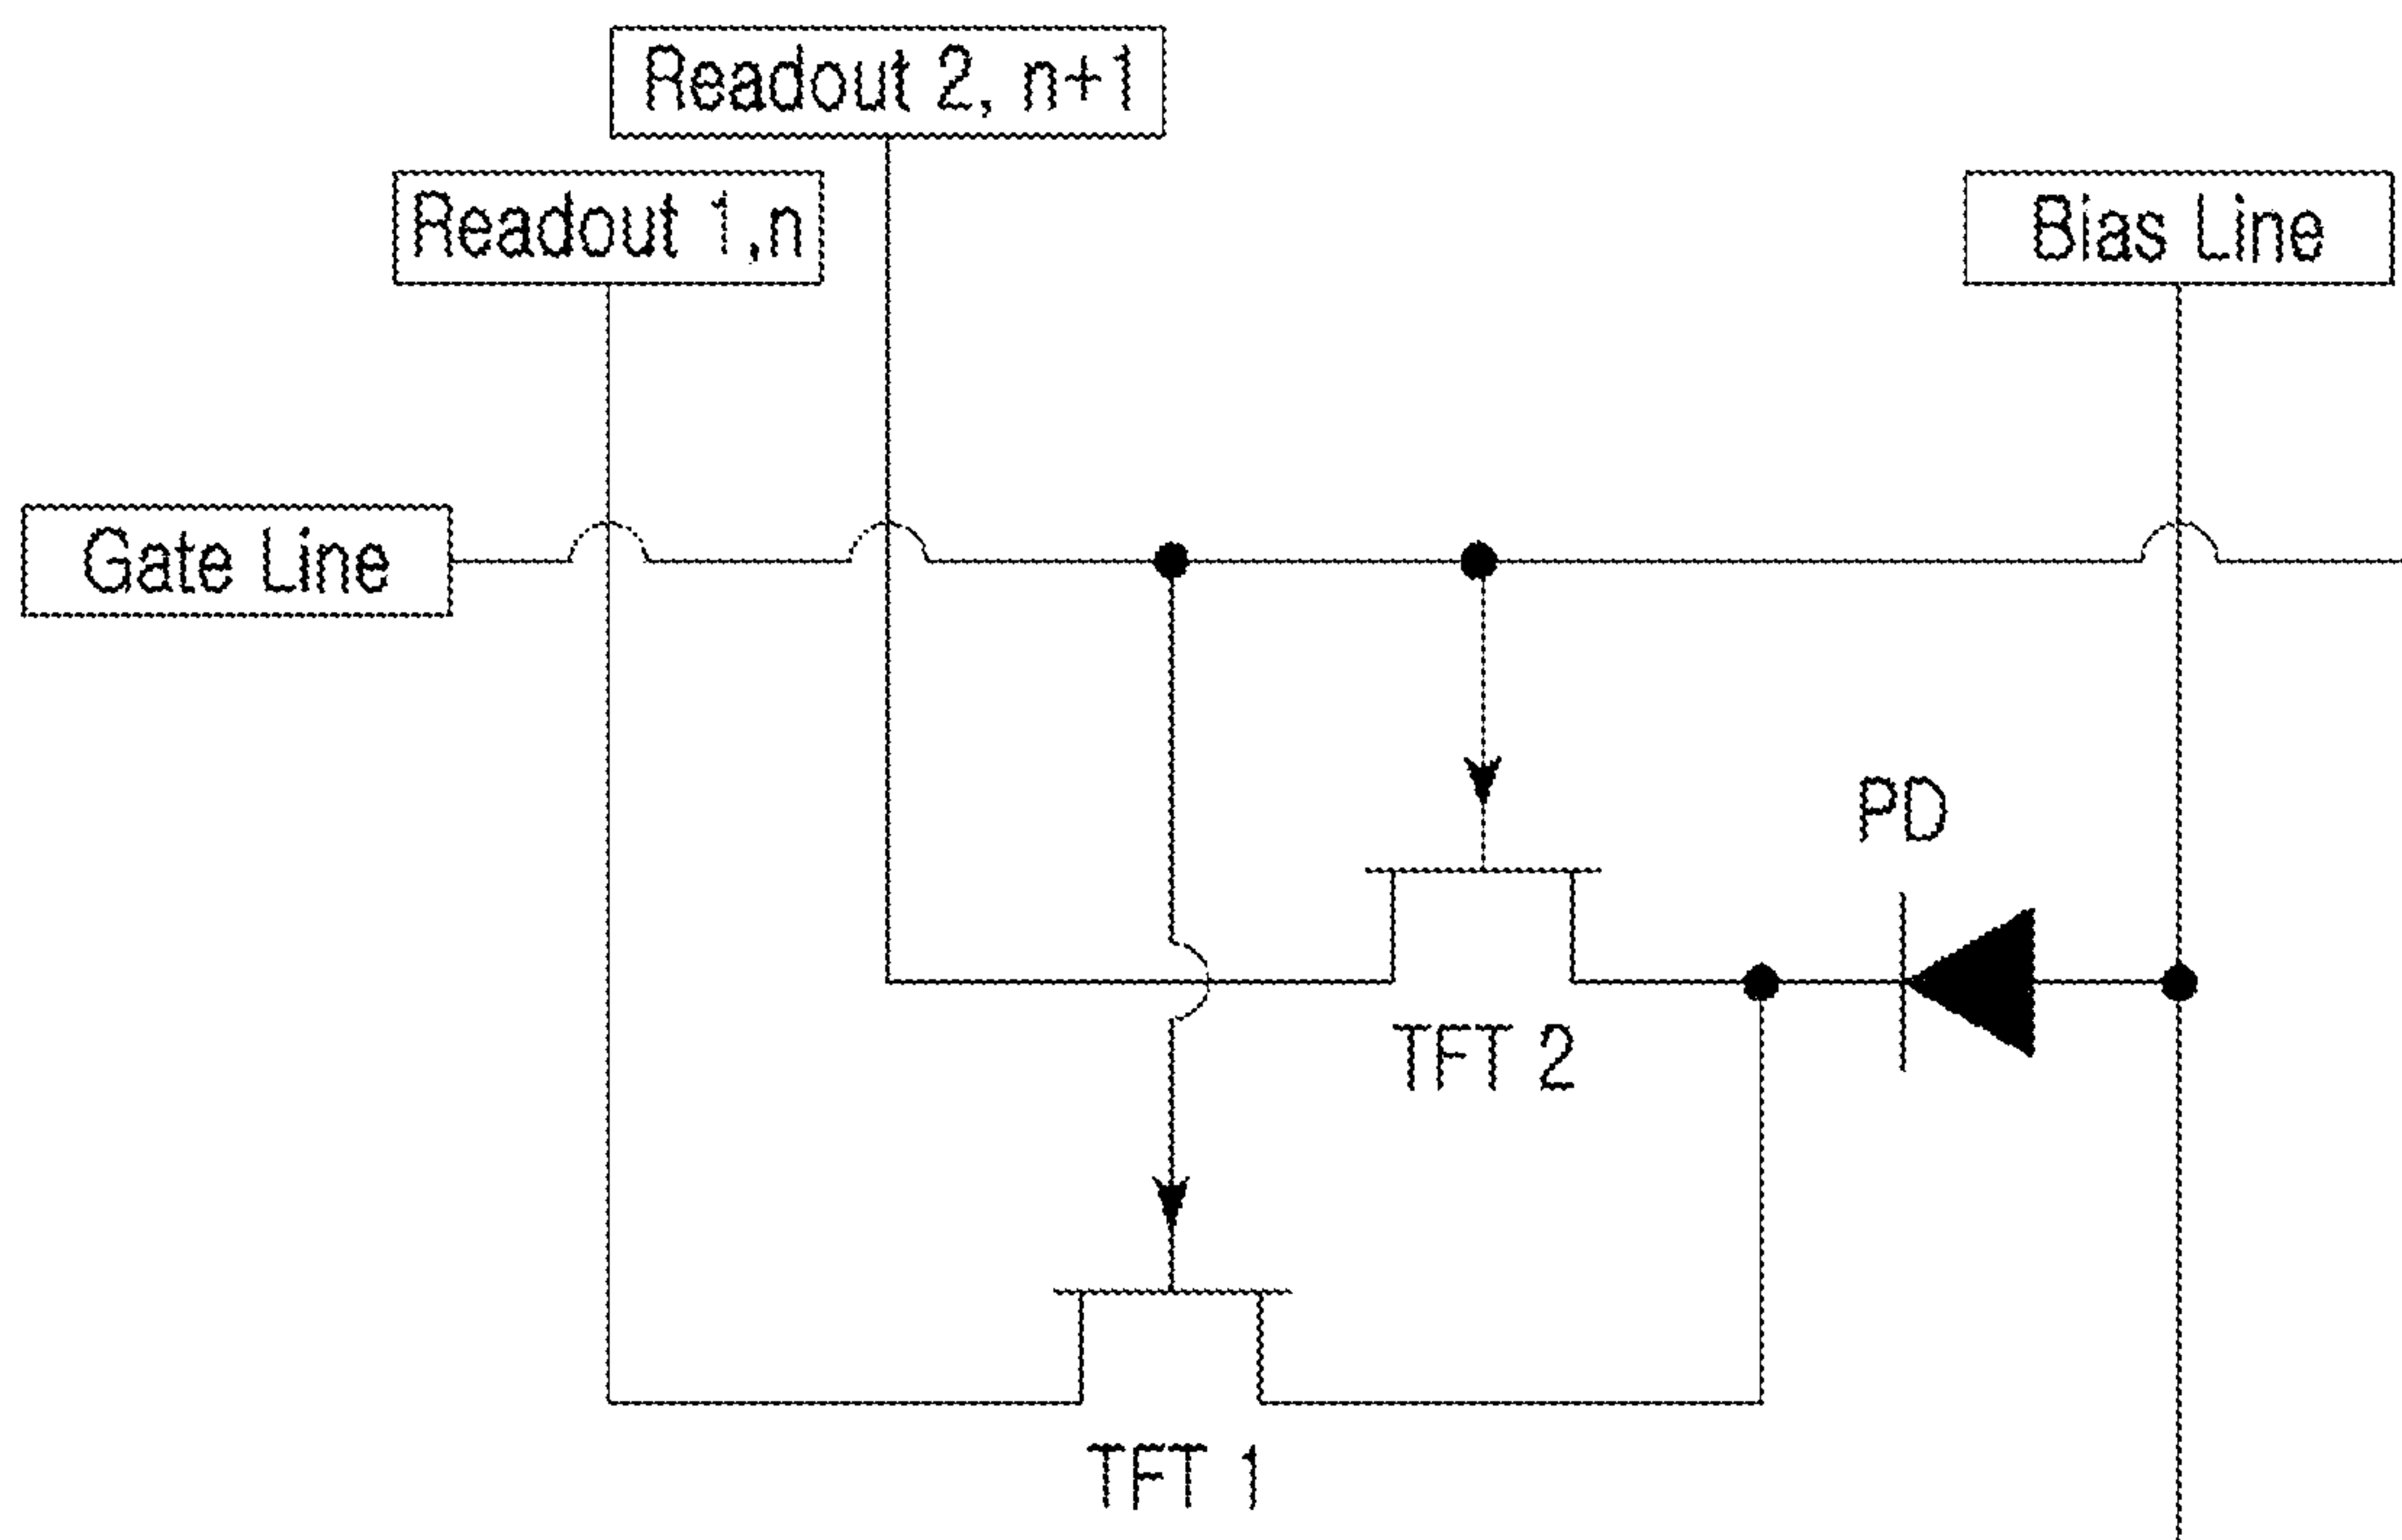 Readout 2, n+1
Readout 1,n
Bias Line
Gate Line
PD
TFT 2
TFT 1